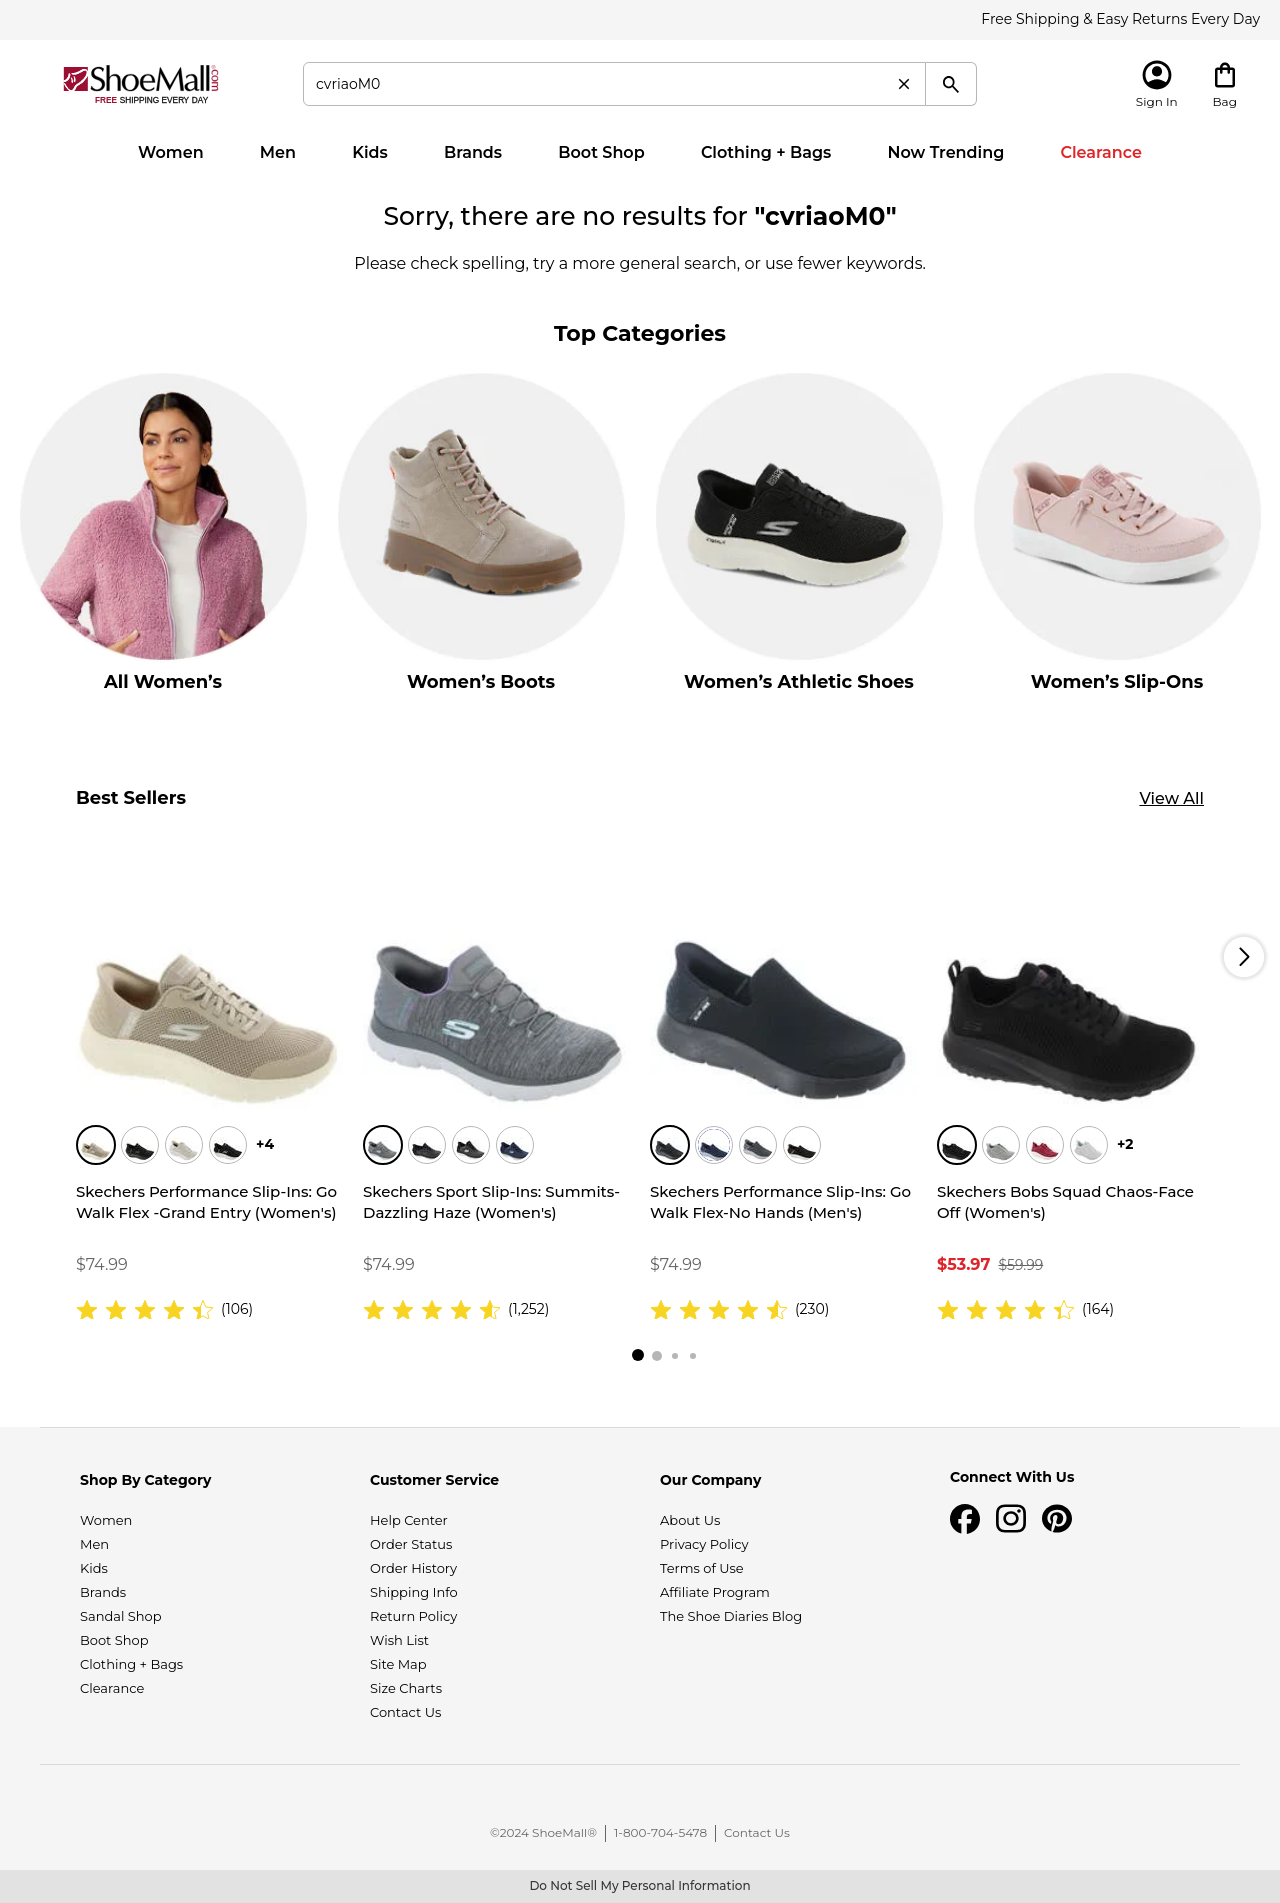 Free Shipping & Easy Returns Every Day
ShoeMall.com
FREE SHIPPING EVERY DAY
cvriaoM0
Sign In
Bag
Women Men Kids Brands Boot Shop Clothing + Bags Now Trending Clearance
Sorry, there are no results for "cvriaoM0"
Please check spelling, try a more general search, or use fewer keywords.
Top Categories
All Women’s
Women’s Boots
Women’s Athletic Shoes
Women’s Slip-Ons
Best Sellers
View All
+4
+2
Skechers Performance Slip-Ins: Go
Walk Flex -Grand Entry (Women's)
$74.99
(106)
Skechers Sport Slip-Ins: Summits-
Dazzling Haze (Women's)
$74.99
(1,252)
Skechers Performance Slip-Ins: Go
Walk Flex-No Hands (Men's)
$74.99
(230)
Skechers Bobs Squad Chaos-Face
Off (Women's)
$53.97 $59.99
(164)
Shop By Category
Women
Men
Kids
Brands
Sandal Shop
Boot Shop
Clothing + Bags
Clearance
Customer Service
Help Center
Order Status
Order History
Shipping Info
Return Policy
Wish List
Site Map
Size Charts
Contact Us
Our Company
About Us
Privacy Policy
Terms of Use
Affiliate Program
The Shoe Diaries Blog
Connect With Us
©2024 ShoeMall® 1-800-704-5478 Contact Us
Do Not Sell My Personal Information